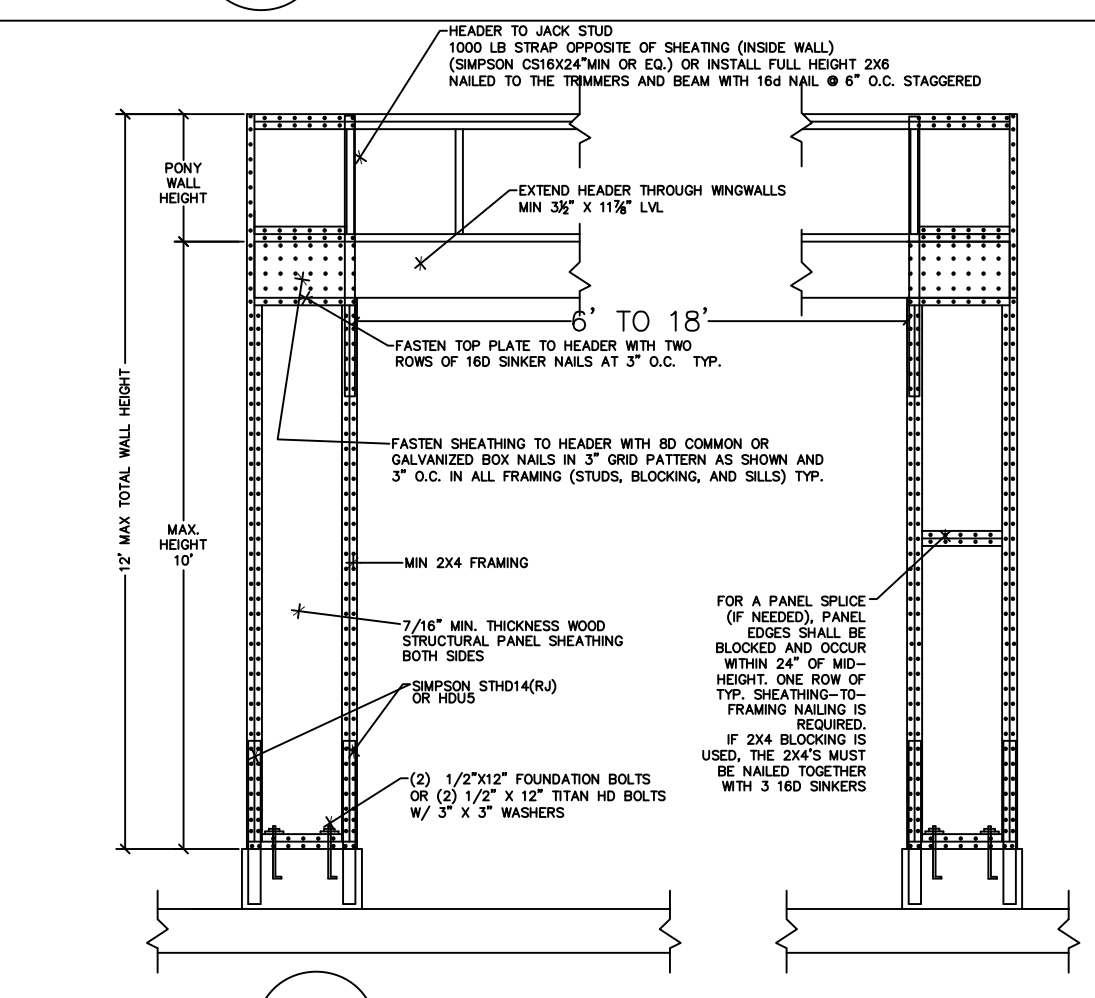 HEADER TO JACK STUD
1000 LB STRAP OPPOSITE OF SHEATING (INSIDE WALL)
(SIMPSON CS16X24"MIN OR EQ.) OR INSTALL FULL HEIGHT 2X6
NAILED TO THE TRIMMERS AND BEAM WITH 16d NAIL @ 6" O.C. STAGGERED
PONY
WALL
HEIGHT
EXTEND HEADER THROUGH WINGWALLS
MIN 3½" X 11⅞" LVL
6' TO 18'
FASTEN TOP PLATE TO HEADER WITH TWO
ROWS OF 16D SINKER NAILS AT 3" O.C. TYP.
12' MAX TOTAL WALL HEIGHT
FASTEN SHEATHING TO HEADER WITH 8D COMMON OR
GALVANIZED BOX NAILS IN 3" GRID PATTERN AS SHOWN AND
3" O.C. IN ALL FRAMING (STUDS, BLOCKING, AND SILLS) TYP.
MAX.
HEIGHT
10'
MIN 2X4 FRAMING
7/16" MIN. THICKNESS WOOD
STRUCTURAL PANEL SHEATHING
BOTH SIDES
SIMPSON STHD14(RJ)
OR HDU5
(2) 1/2"X12" FOUNDATION BOLTS
OR (2) 1/2" X 12" TITAN HD BOLTS
W/ 3" X 3" WASHERS
FOR A PANEL SPLICE
(IF NEEDED), PANEL
EDGES SHALL BE
BLOCKED AND OCCUR
WITHIN 24" OF MID-
HEIGHT. ONE ROW OF
TYP. SHEATHING-TO-
FRAMING NAILING IS
REQUIRED.
IF 2X4 BLOCKING IS
USED, THE 2X4'S MUST
BE NAILED TOGETHER
WITH 3 16D SINKERS